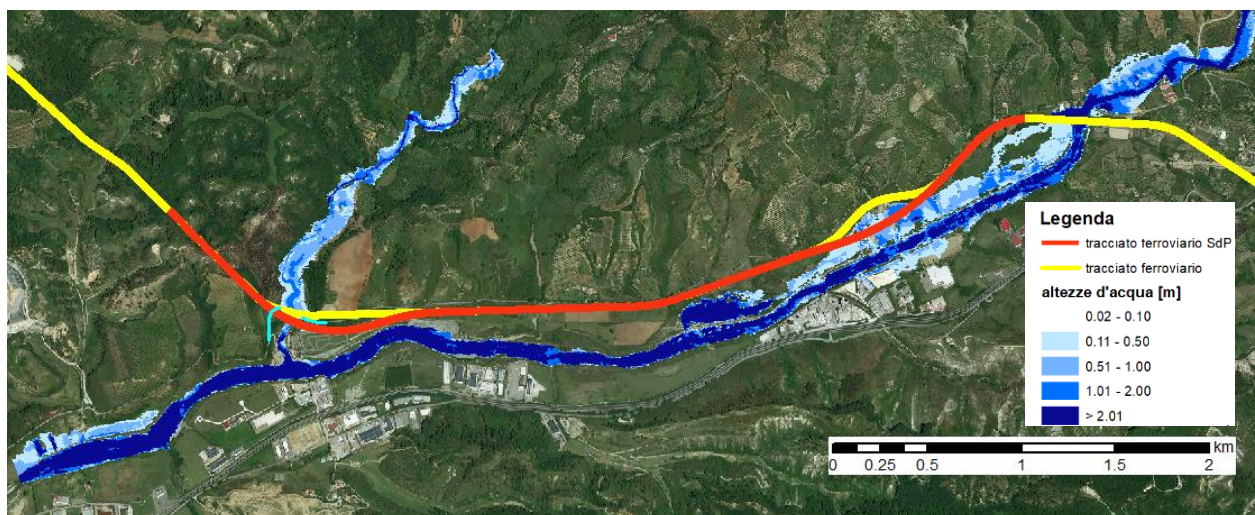 Legenda
tracciato ferroviario SdP
tracciato ferroviario
altezze d'acqua [m]
0.02 - 0.10
0.11 - 0.50
0.51 - 1.00
1.01 - 2.00
> 2.01
km
0 0.25 0.5 1 1.5 2